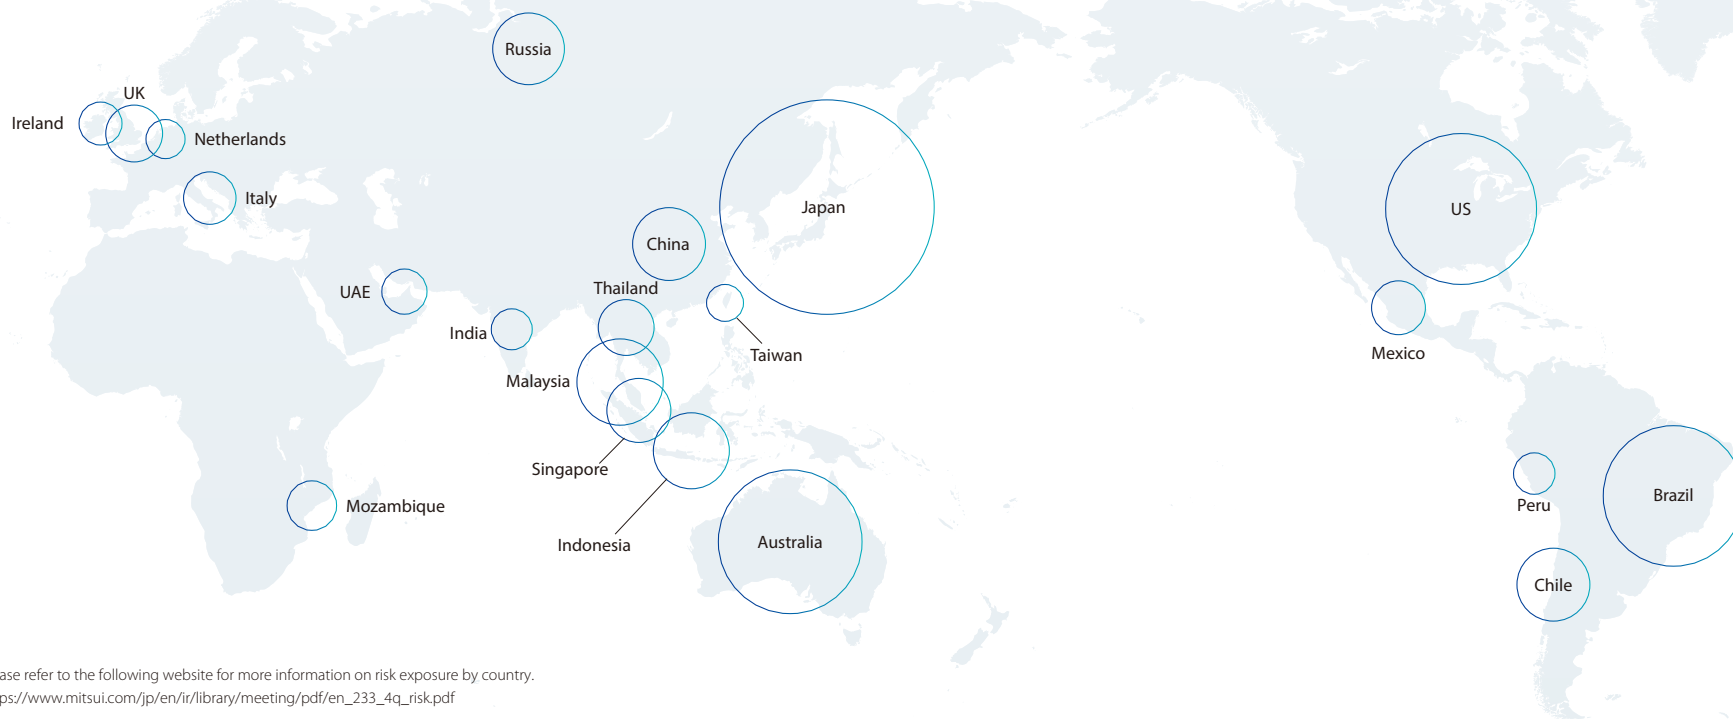 Russia
UK
Ireland
Netherlands
Italy
Japan
US
China
UAE
Thailand
India
Taiwan
Mexico
Malaysia
Singapore
Brazil
Mozambique
Peru
Indonesia
Australia
Chile
ase refer to the following website for more information on risk exposure by country.
ps://www.mitsui.com/jp/en/ir/library/meeting/pdf/en_233_4q_risk.pdf